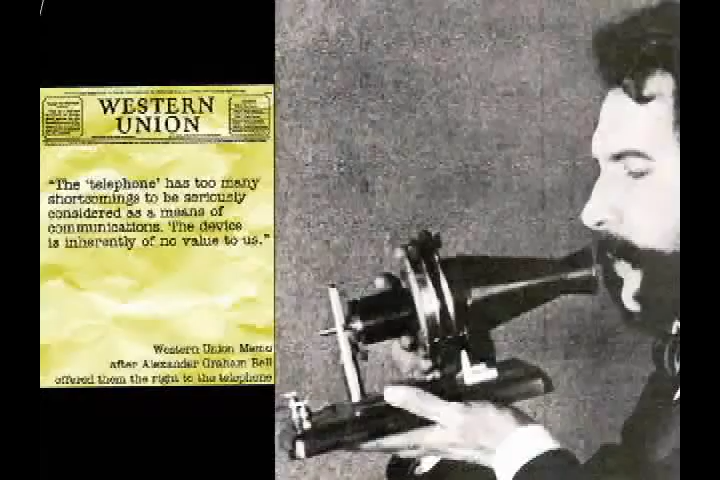 WESTERN
UNION
"The 'telephone' has too many
shortcomings to be seriously
considered as a means of
communications. The device
is inherently of no value to us."
Western Union Memo
after Alexander Graham Bell
offered them the right to the telephone